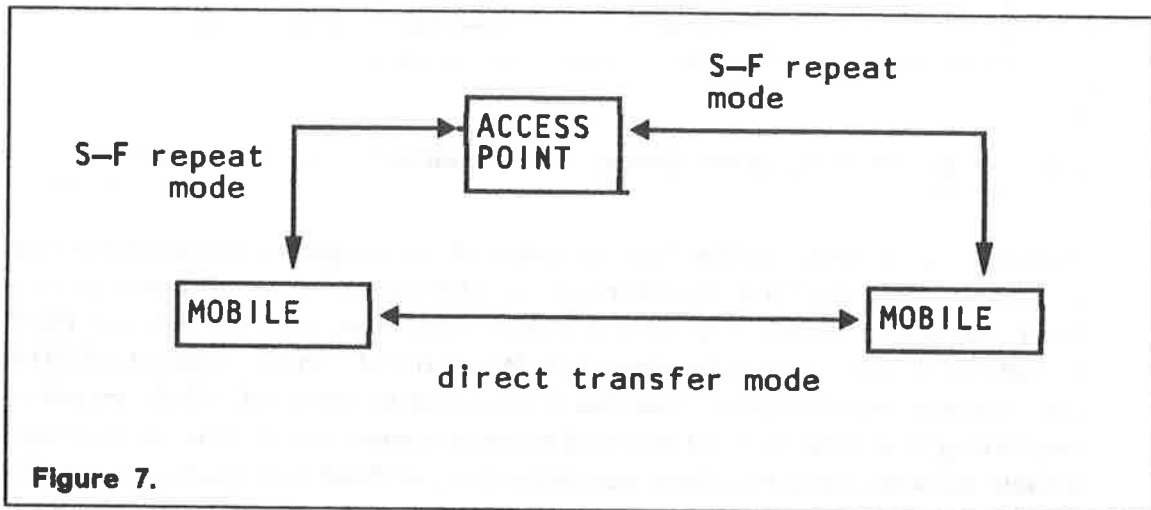 S–F repeat
mode
ACCESS
POINT
S–F repeat
mode
MOBILE
MOBILE
direct transfer mode
Figure 7.